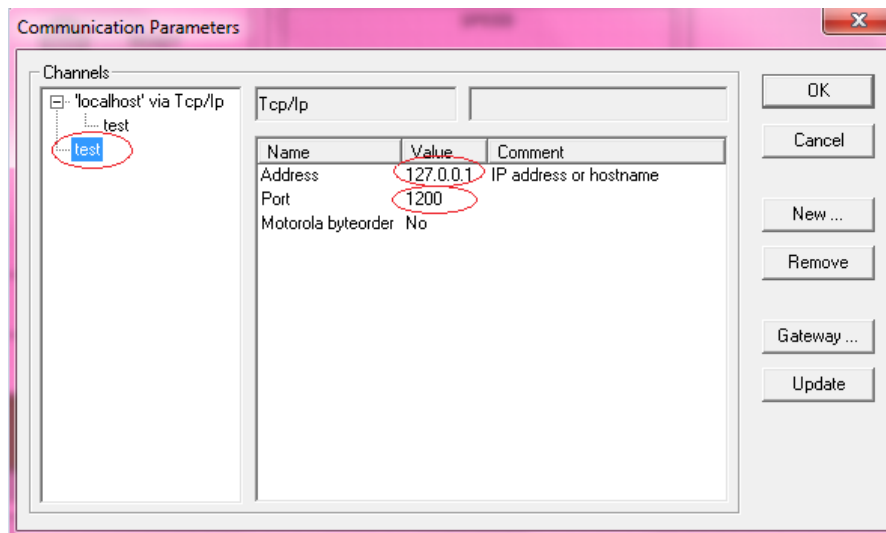 Communication Parameters
Channels
'localhost' via Tcp/Ip
test
test
Tcp/Ip
Name Value Comment
Address 127.0.0.1 IP address or hostname
Port 1200
Motorola byteorder No
OK
Cancel
New ...
Remove
Gateway ...
Update